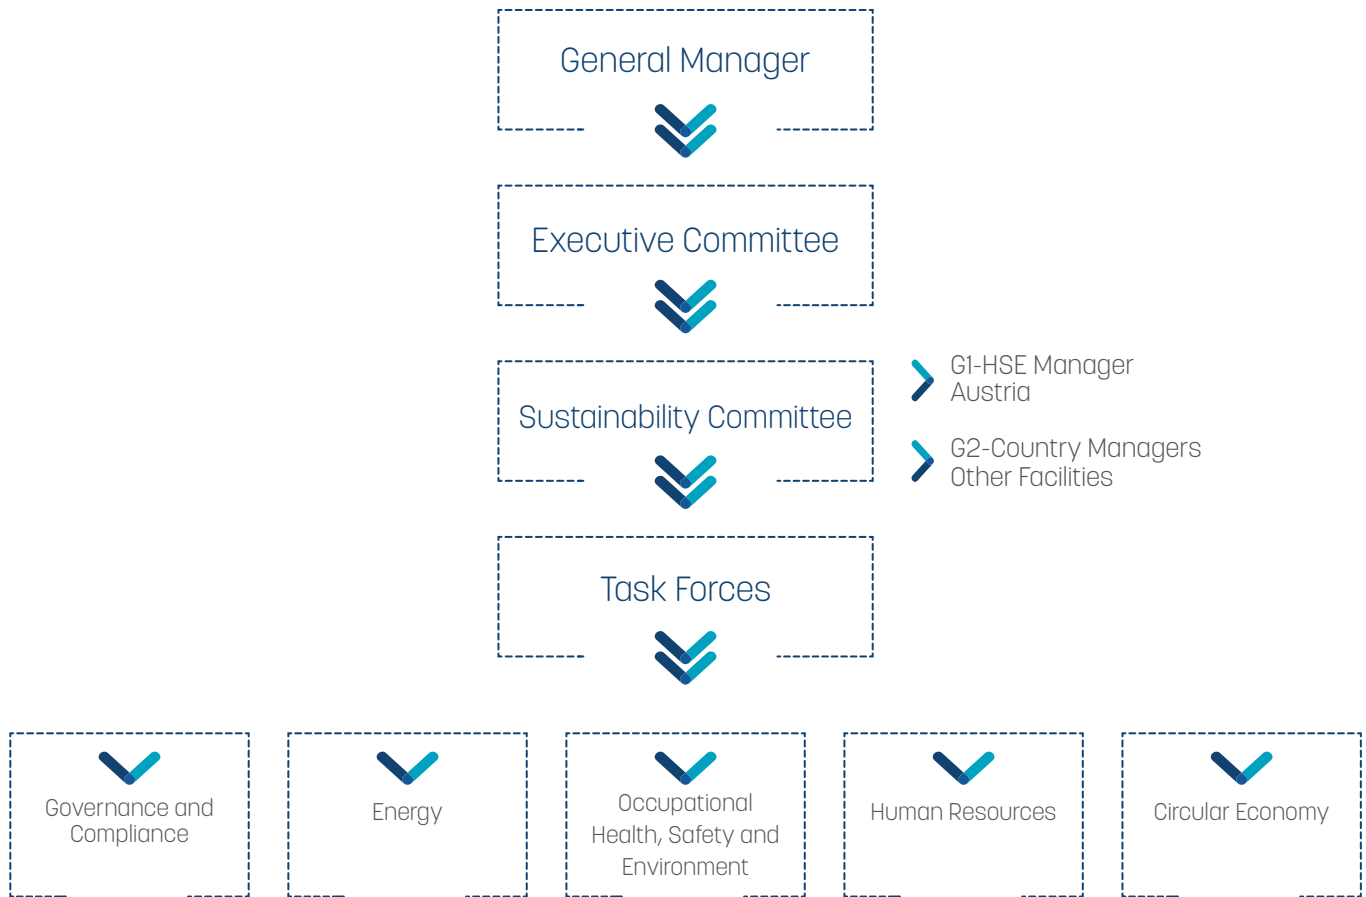 General Manager
Executive Committee
Sustainability Committee
G1-HSE Manager
Austria
G2-Country Managers
Other Facilities
Task Forces
Governance and
Compliance
Energy
Occupational
Health, Safety and
Environment
Human Resources
Circular Economy